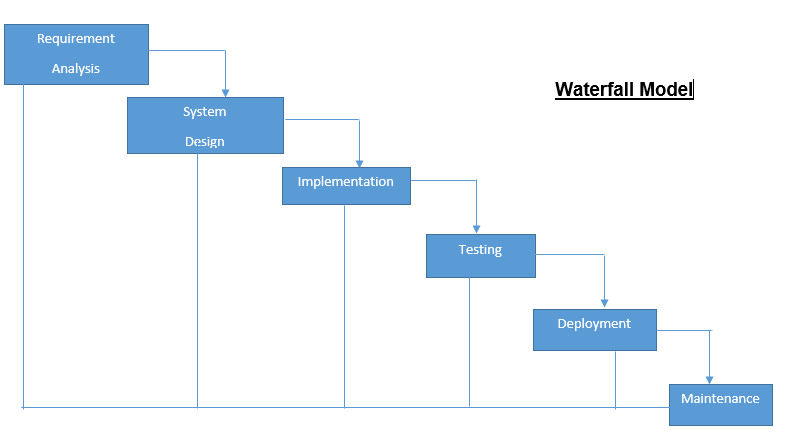 Requirement
Analysis
Waterfall Model
System
Design
Implementation
Testing
Deployment
Maintenance